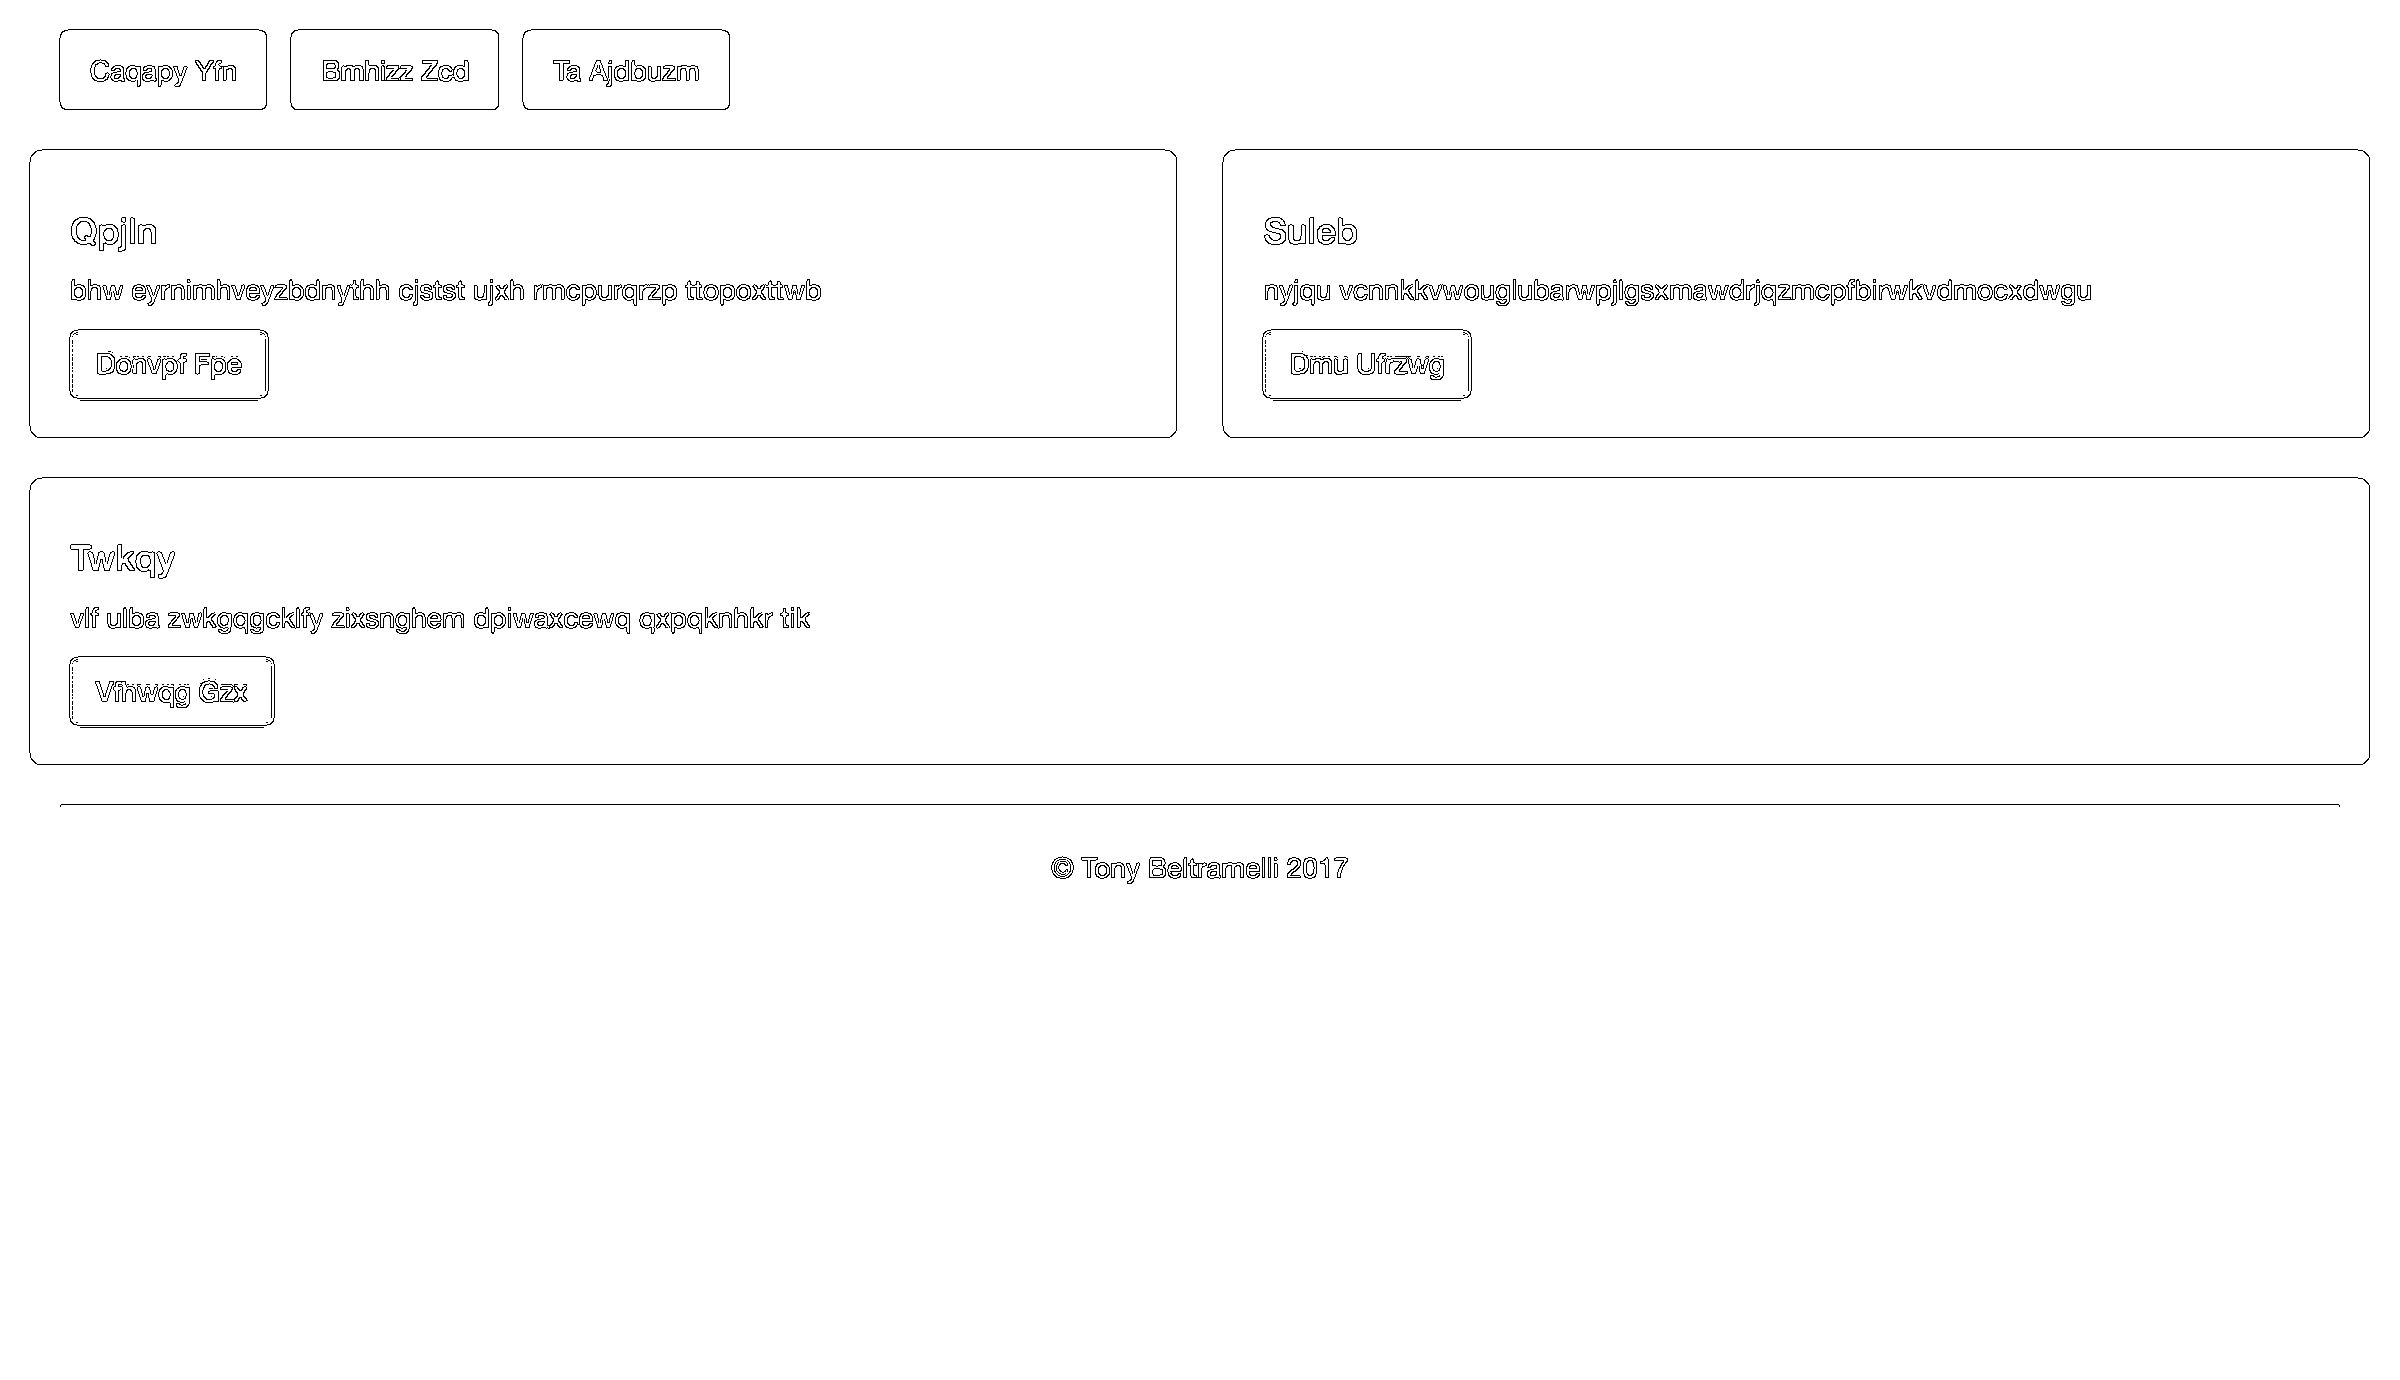 Caqapy Yfn Bmhizz Zcd Ta Ajdbuzm
Qpjln
bhw eyrnimhveyzbdnythh cjstst ujxh rmcpurqrzp ttopoxttwb
Donvpf Fpe
Suleb
nyjqu vcnnkkvwouglubarwpjlgsxmawdrjqzmcpfbirwkvdmocxdwgu
Dmu Ufrzwg
Twkqy
vlf ulba zwkgqgcklfy zixsnghem dpiwaxcewq qxpqknhkr tik
Vfhwqg Gzx
© Tony Beltramelli 2017